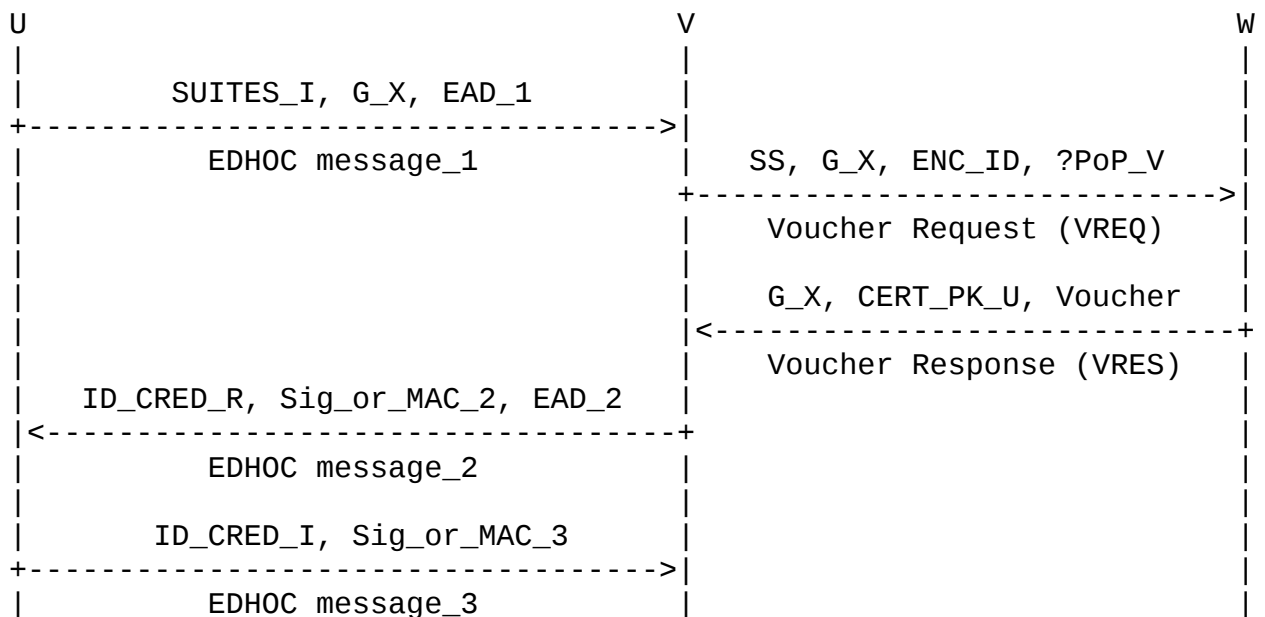 U V W
SUITES_I, G_X, EAD_1
EDHOC message_1 SS, G_X, ENC_ID, ?PoP_V
Voucher Request (VREQ)
G_X, CERT_PK_U, Voucher
Voucher Response (VRES)
ID_CRED_R, Sig_or_MAC_2, EAD_2
EDHOC message_2
ID_CRED_I, Sig_or_MAC_3
EDHOC message_3